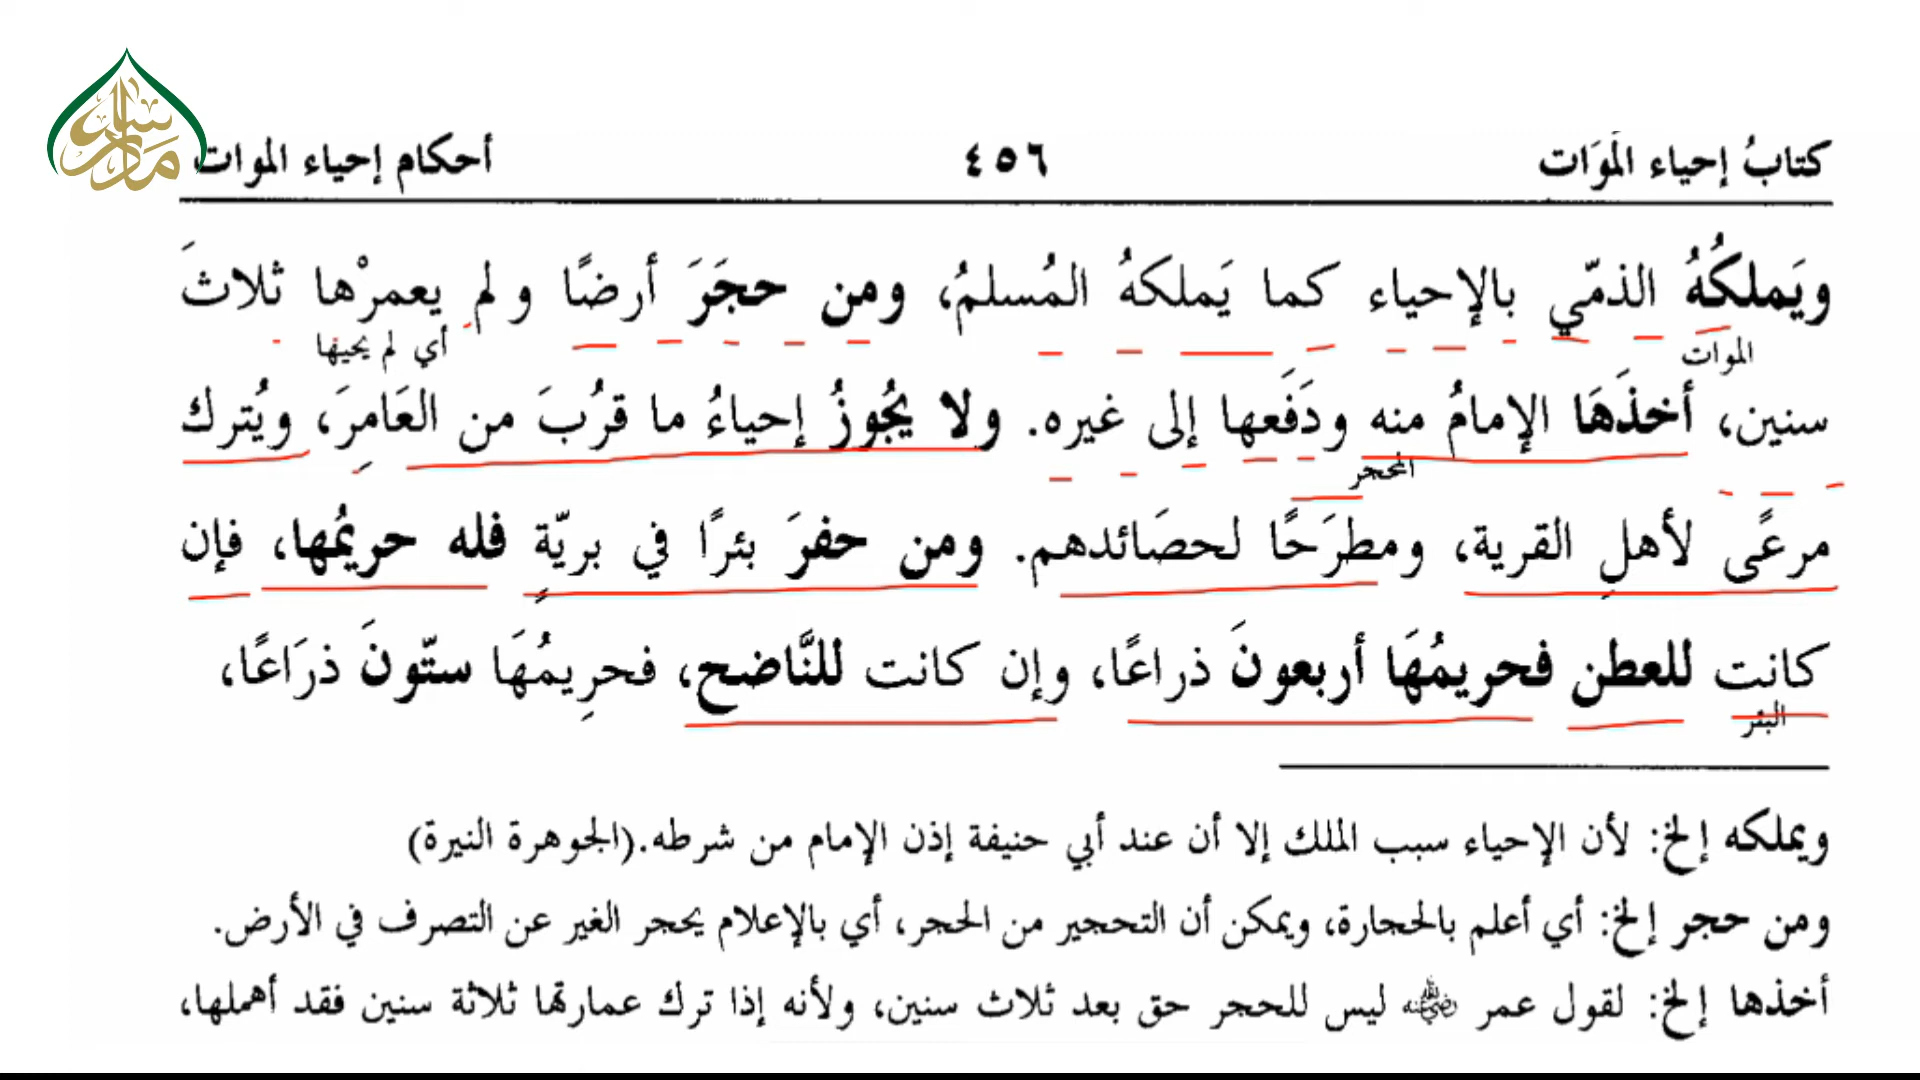 كتابُ إحياء المَوَات ٤٥٦ أحكام إحياء الموات
ويَملكُهُ الذمّي بالإحياء كما يَملكهُ المُسلمُ، ومن حجَرَ أرضًا ولم يعمرْها ثلاثَ
الموات أي لم يحيها
سنين، أخذَهَا الإمامُ منه ودَفَعها إلى غيره. ولا يجُوزُ إحياءُ ما قرُبَ من العَامِرِ، ويُترك
المحجر
مرعًى لأهلِ القرية، ومطرَحًا لحصَائدهم. ومن حفرَ بئرًا في بريّةٍ فله حريمُها، فإن
كانت للعطن فحريمُهَا أربعونَ ذراعًا، وإن كانت للنَّاضح، فحرِيمُهَا ستّونَ ذرَاعًا،
البئر
ويملكه إلخ: لأن الإحياء سبب الملك إلا أن عند أبي حنيفة إذن الإمام من شرطه.(الجوهرة النيرة)
ومن حجر إلخ: أي أعلم بالحجارة، ويمكن أن التحجير من الحجر، أي بالإعلام يحجر الغير عن التصرف في الأرض.
أخذها إلخ: لقول عمر رضي الله عنه ليس للحجر حق بعد ثلاث سنين، ولأنه إذا ترك عمارتها ثلاثة سنين فقد أهملها،